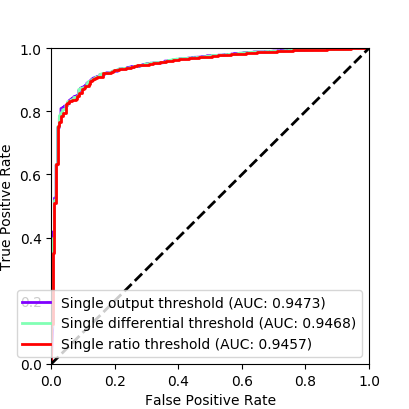 1.0
0.8
0.6
0.4
0.2
0.0
True Positive Rate
Single output threshold (AUC: 0.9473)
Single differential threshold (AUC: 0.9468)
Single ratio threshold (AUC: 0.9457)
0.0 0.2 0.4 0.6 0.8 1.0
False Positive Rate